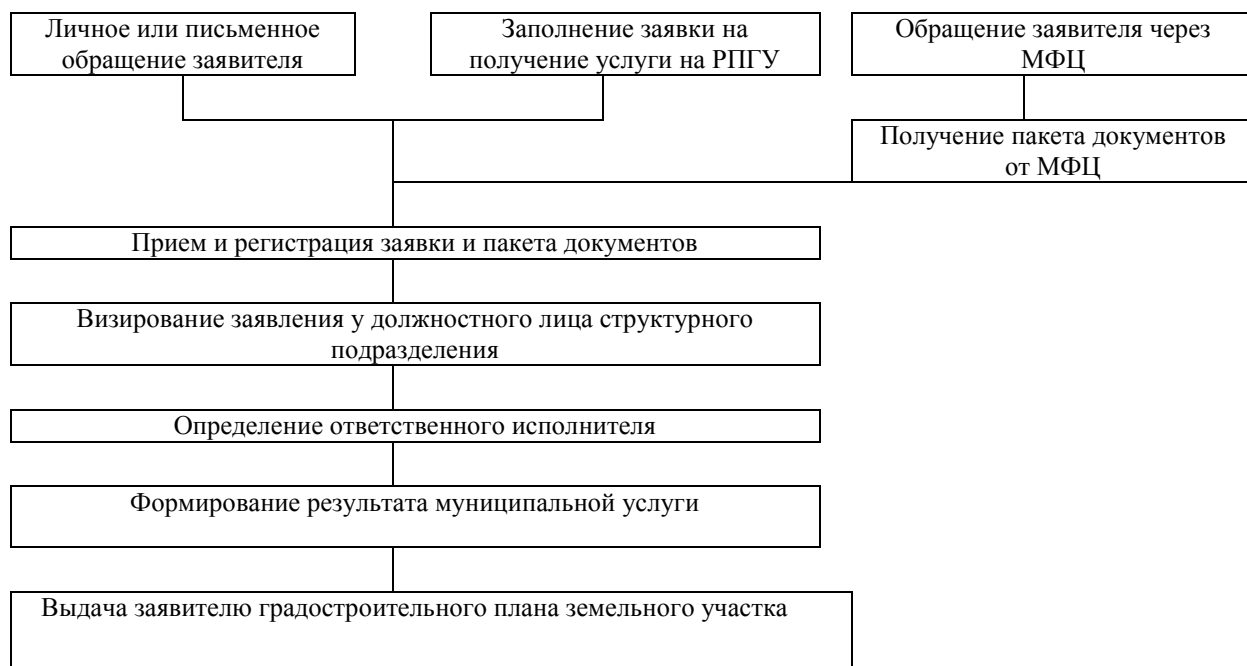 Личное или письменное
обращение заявителя
Заполнение заявки на
получение услуги на РПГУ
Обращение заявителя через
МФЦ
Получение пакета документов
от МФЦ
Прием и регистрация заявки и пакета документов
Визирование заявления у должностного лица структурного
подразделения
Определение ответственного исполнителя
Формирование результата муниципальной услуги
Выдача заявителю градостроительного плана земельного участка